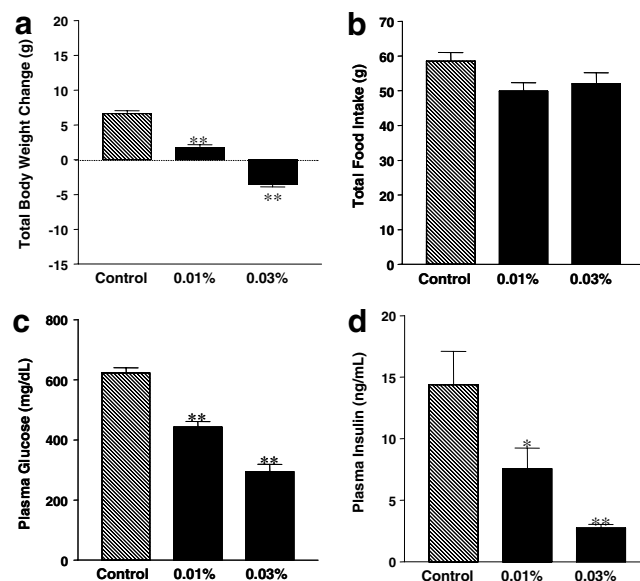 a
Total Body Weight Change (g)
20
15
10
5
0
-5
-10
-15
**
**
Control 0.01% 0.03%
b
Total Food Intake (g)
70
60
50
40
30
20
10
0
Control 0.01% 0.03%
c
Plasma Glucose (mg/dL)
800
600
400
200
0
**
**
Control 0.01% 0.03%
d
Plasma Insulin (ng/mL)
20
15
10
5
0
*
**
Control 0.01% 0.03%